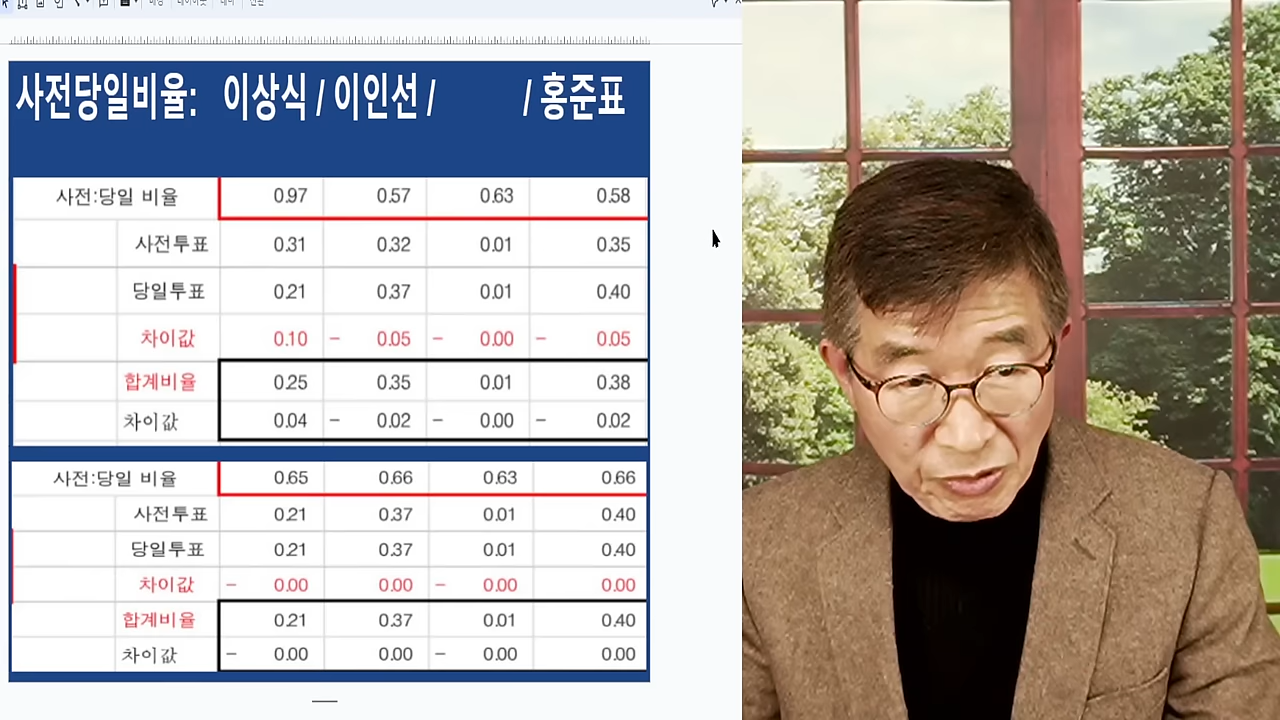 사전당일비율: 이상식 / 이인선 / / 홍준표
사전:당일 비율 0.97 0.57 0.63 0.58
사전투표 0.31 0.32 0.01 0.35
당일투표 0.21 0.37 0.01 0.40
차이값 0.10 - 0.05 - 0.00 - 0.05
합계비율 0.25 0.35 0.01 0.38
차이값 0.04 - 0.02 - 0.00 - 0.02
사전:당일 비율 0.65 0.66 0.63 0.66
사전투표 0.21 0.37 0.01 0.40
당일투표 0.21 0.37 0.01 0.40
차이값 - 0.00 0.00 - 0.00 0.00
합계비율 0.21 0.37 0.01 0.40
차이값 - 0.00 0.00 - 0.00 0.00